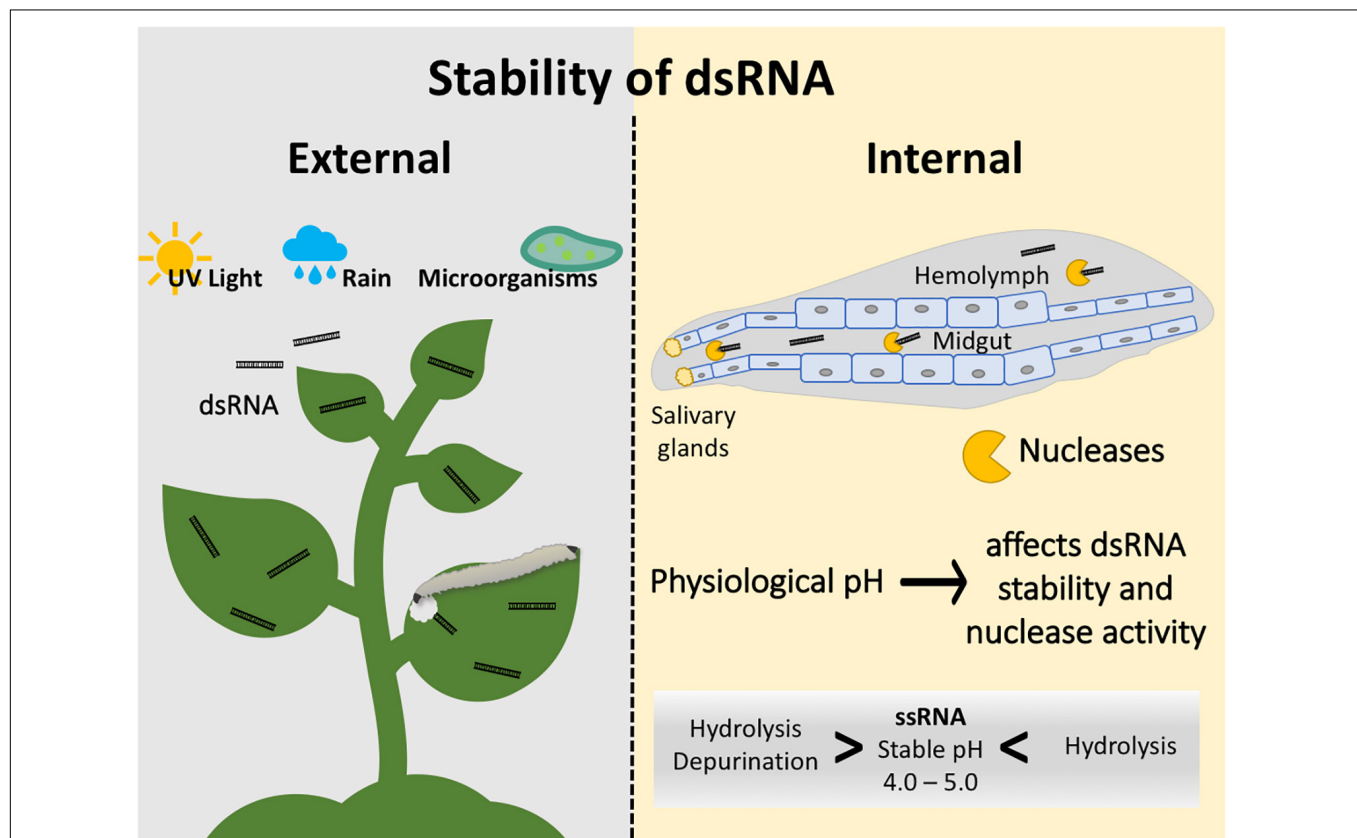 Stability of dsRNA
External
UV Light
Rain
Microorganisms
dsRNA
Internal
Hemolymph
Midgut
Salivary
glands
Nucleases
Physiological pH
affects dsRNA
stability and
nuclease activity
Hydrolysis
Depurination
>
ssRNA
Stable pH
4.0 – 5.0
<
Hydrolysis